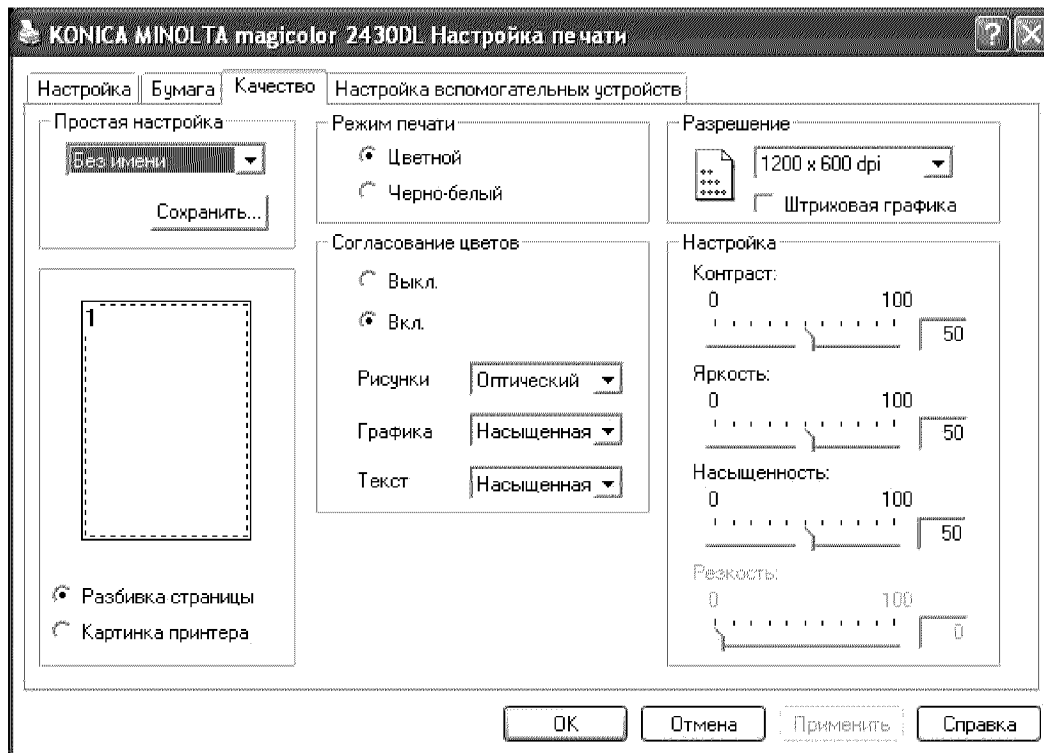 KONICA MINOLTA magicolor 2430DL Настройка печати
Настройка
Бумага
Качество
Настройка вспомогательных устройств
Простая настройка
Без имени
Сохранить...
1
Разбивка страницы
Картинка принтера
Режим печати
Цветной
Черно-белый
Согласование цветов
Выкл.
Вкл.
Рисунки Оптический
Графика Насыщенная
Текст Насыщенная
Разрешение
1200 x 600 dpi
Штриховая графика
Настройка
Контраст:
0 100
50
Яркость:
0 100
50
Насыщенность:
0 100
50
Резкость:
0 100
0
OK
Отмена
Применить
Справка